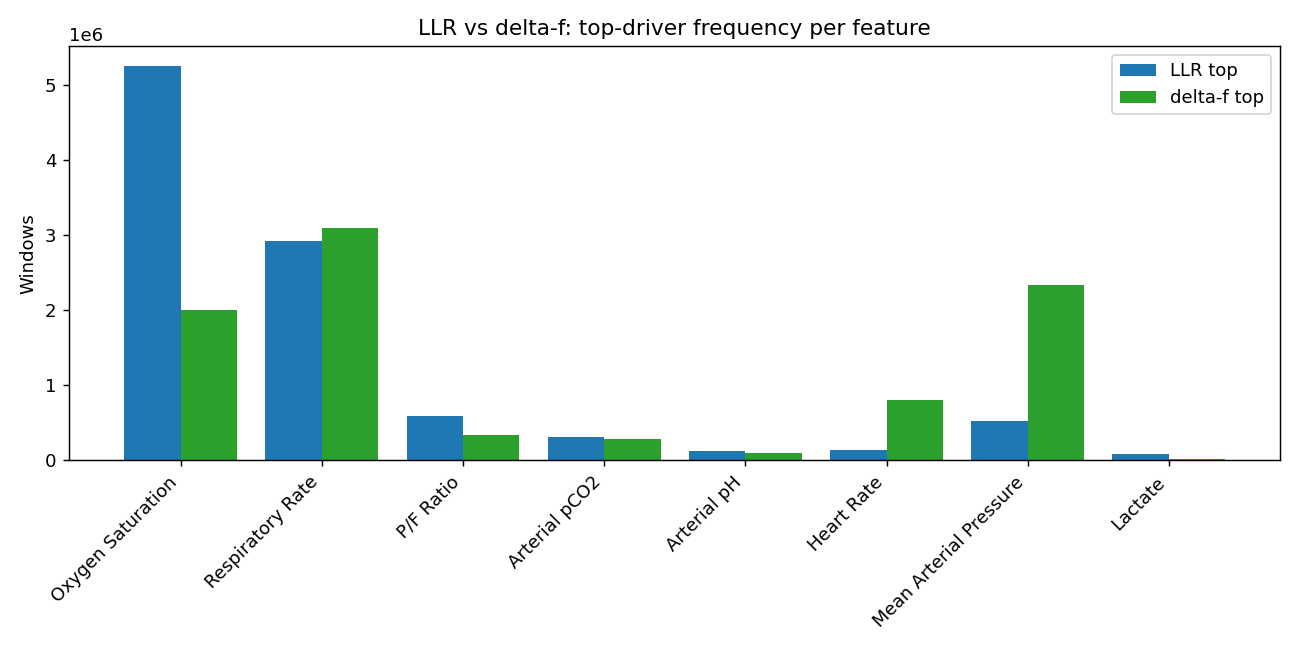 LLR vs delta-f: top-driver frequency per feature
1e6
LLR top
delta-f top
5
4
3
2
1
0
Windows
Oxygen Saturation
Respiratory Rate
P/F Ratio
Arterial pCO2
Arterial pH
Heart Rate
Mean Arterial Pressure
Lactate